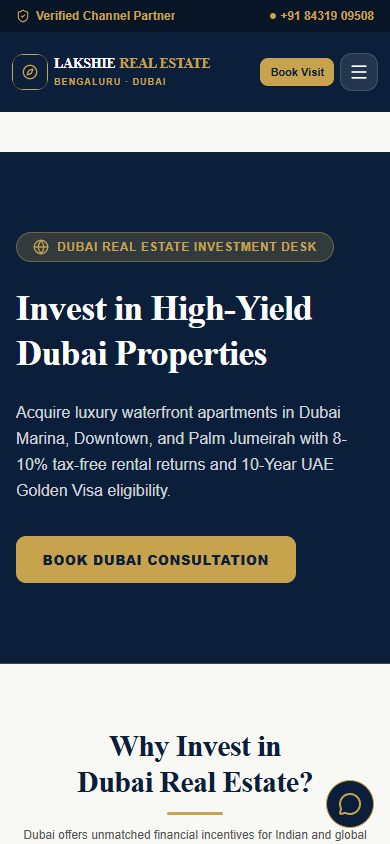 Verified Channel Partner
+91 84319 09508
LAKSHIE REAL ESTATE
BENGALURU · DUBAI
Book Visit
DUBAI REAL ESTATE INVESTMENT DESK
Invest in High-Yield
Dubai Properties
Acquire luxury waterfront apartments in Dubai
Marina, Downtown, and Palm Jumeirah with 8-
10% tax-free rental returns and 10-Year UAE
Golden Visa eligibility.
BOOK DUBAI CONSULTATION
Why Invest in
Dubai Real Estate?
Dubai offers unmatched financial incentives for Indian and global